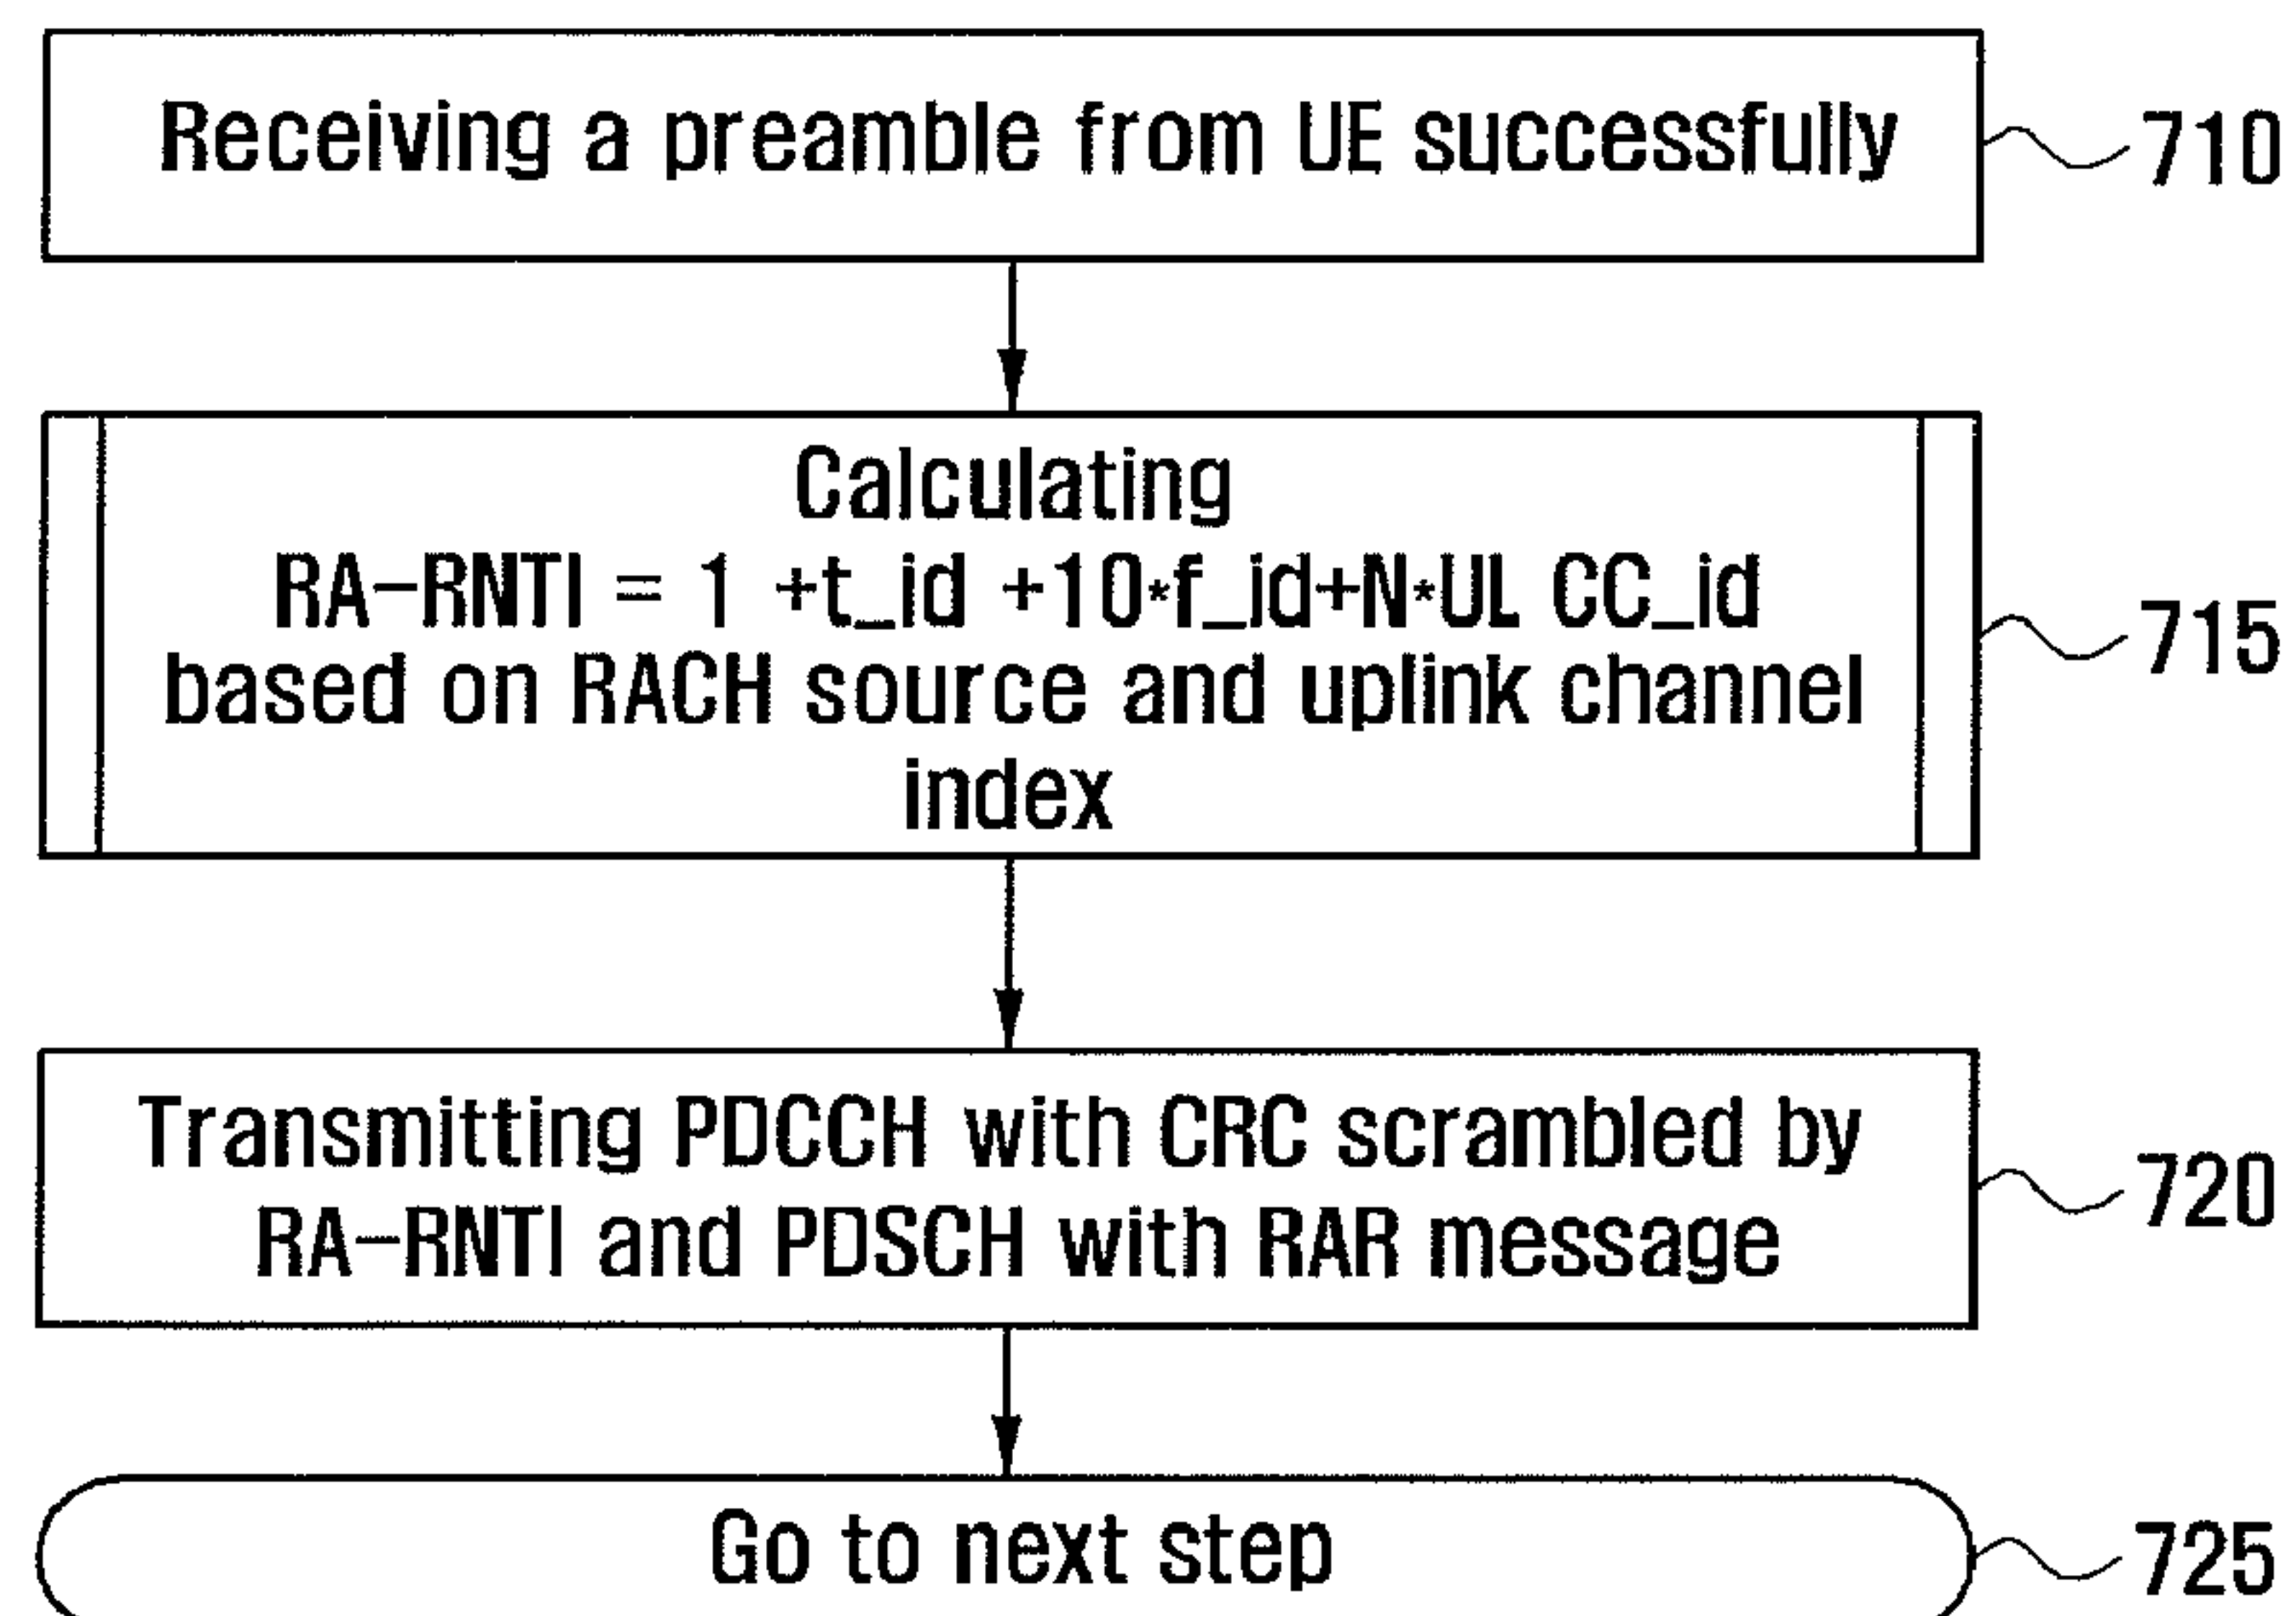 Receiving a preamble from UE successfully
710
Calculating
RA-RNTI = 1 +t_id +10*f_id+N*UL CC_id
based on RACH source and uplink channel
index
715
Transmitting PDCCH with CRC scrambled by
RA-RNTI and PDSCH with RAR message
720
Go to next step
725